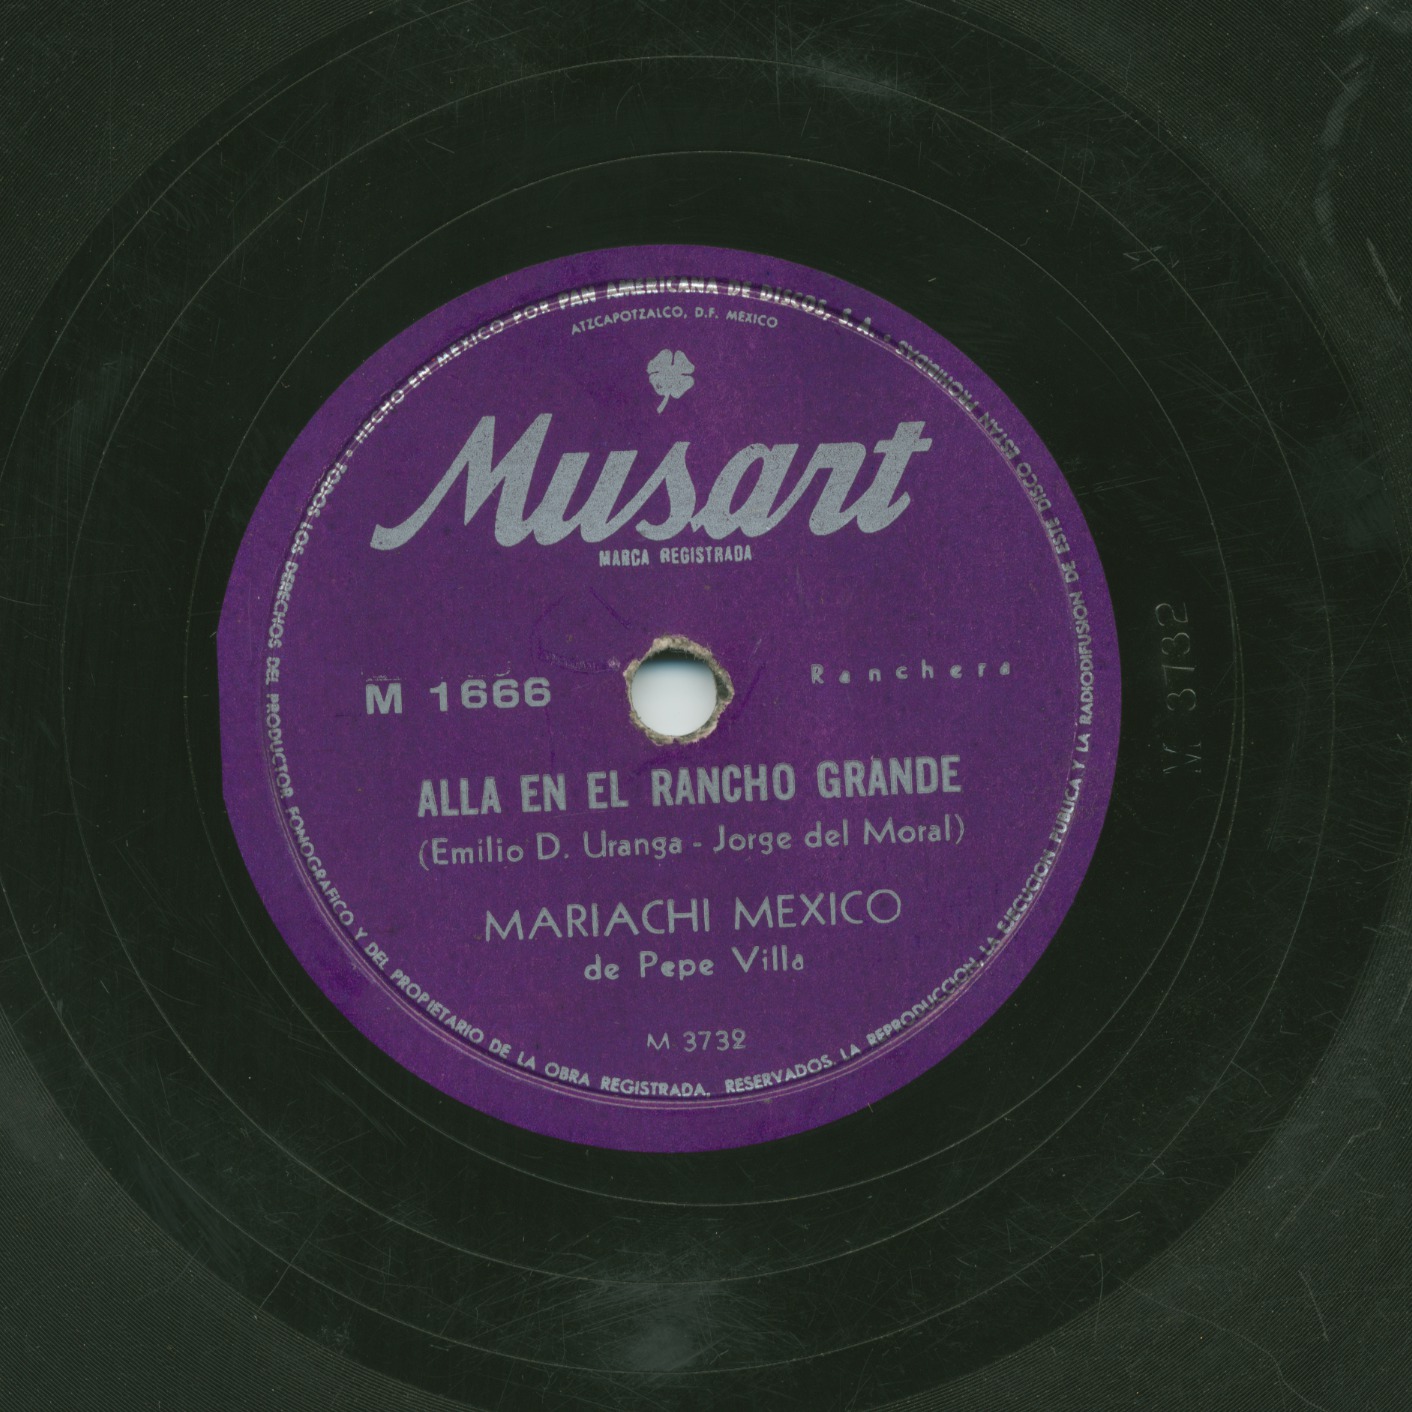 HECHO EN MEXICO POR PAN AMERICANA DE DISCOS, S.A. - PROHIBIDAS
ATZCAPOTZALCO, D.F. MEXICO
Musart
MARCA REGISTRADA
M 1666
Ranchera
ALLA EN EL RANCHO GRANDE
(Emilio D. Uranga - Jorge del Moral)
MARIACHI MEXICO
de Pepe Villa
M 3732
TODOS LOS DERECHOS DEL PRODUCTOR FONOGRAFICO Y DEL PROPIETARIO DE LA OBRA REGISTRADA, RESERVADOS. LA REPRODUCCION, LA EJECUCION PUBLICA Y LA RADIODIFUSION DE ESTE DISCO ESTAN
M 3732